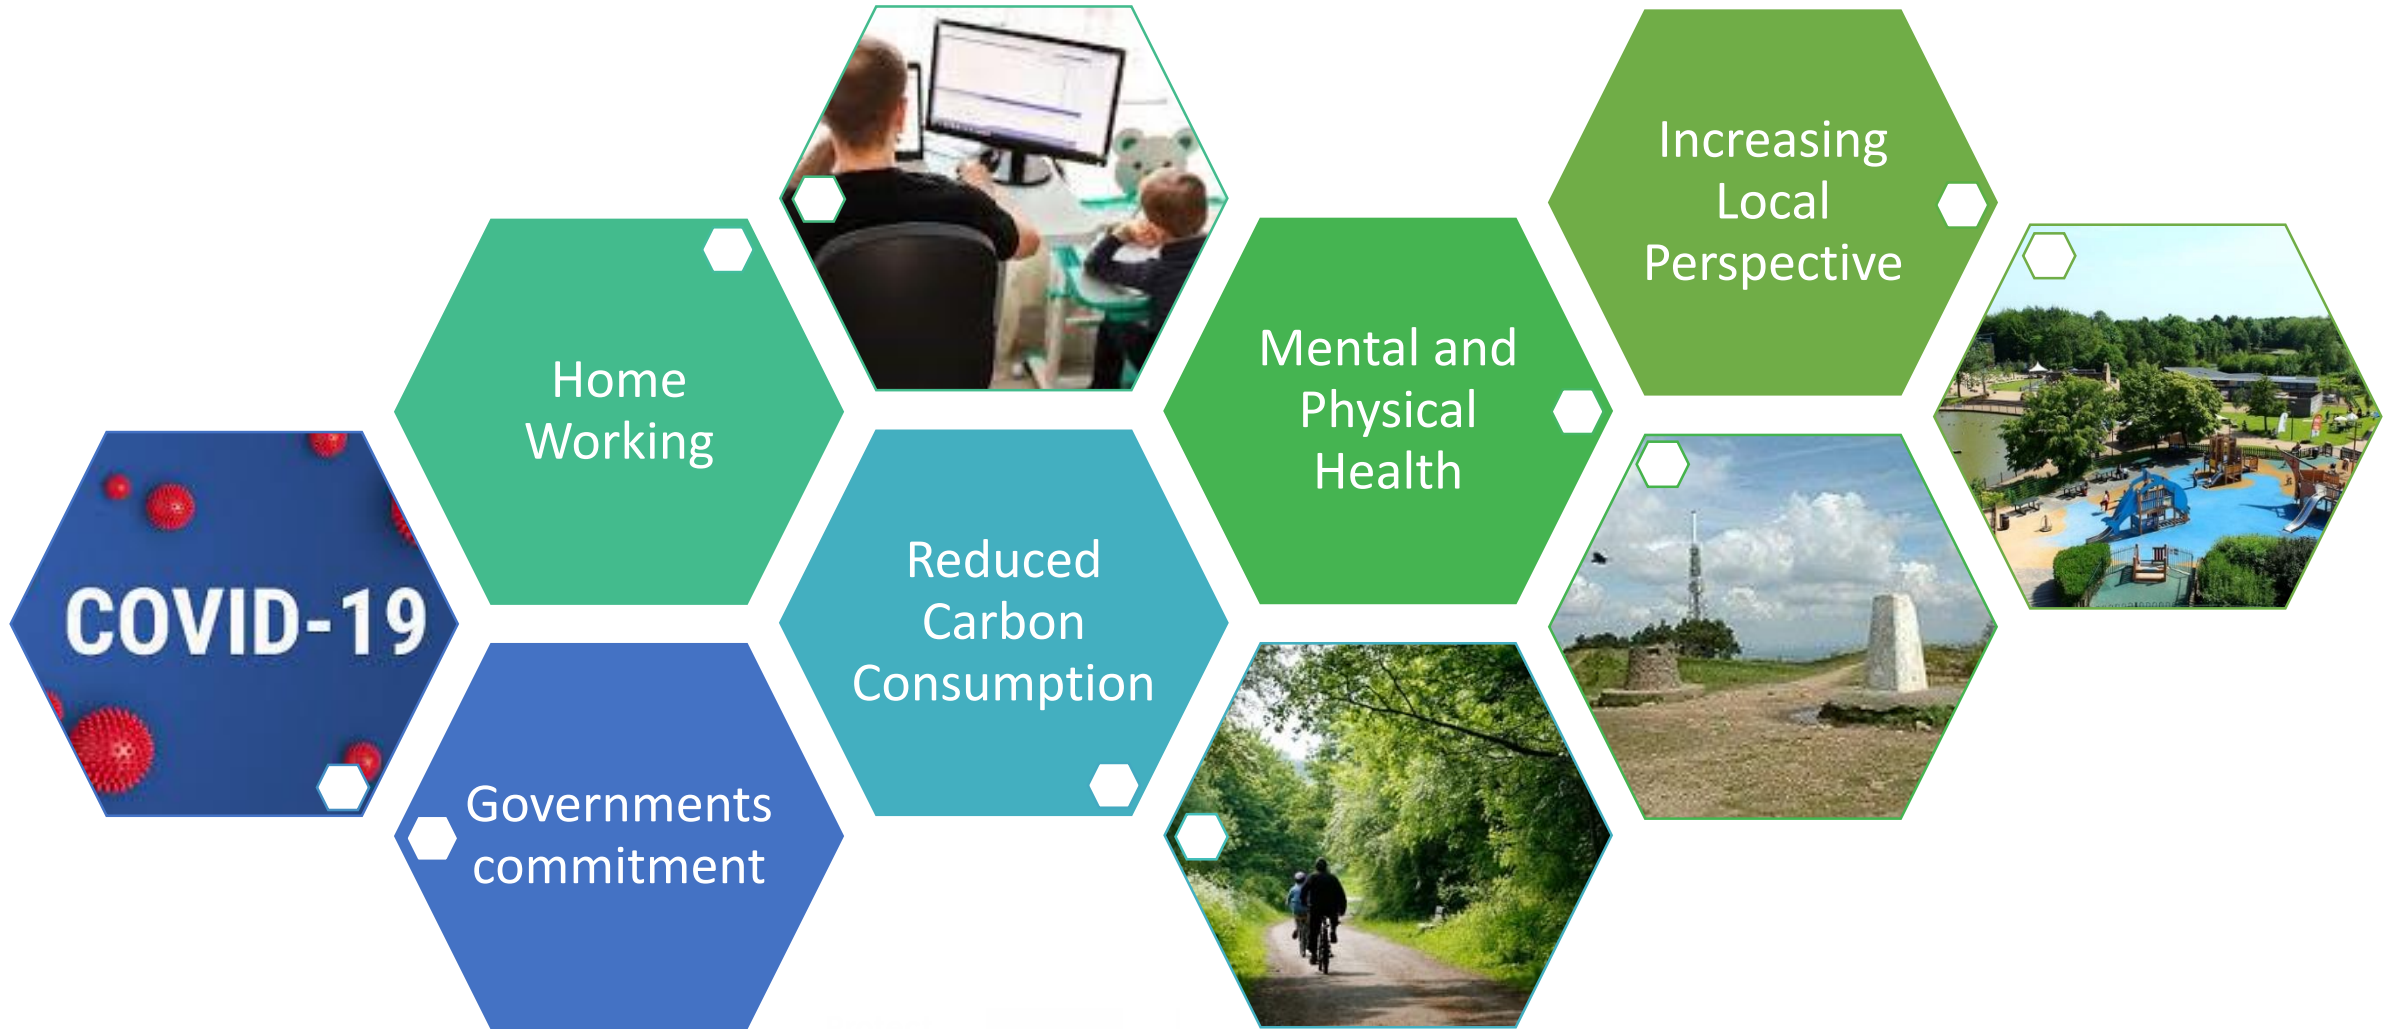 COVID-19
Home
Working
Governments
commitment
Reduced
Carbon
Consumption
Mental and
Physical
Health
Increasing
Local
Perspective